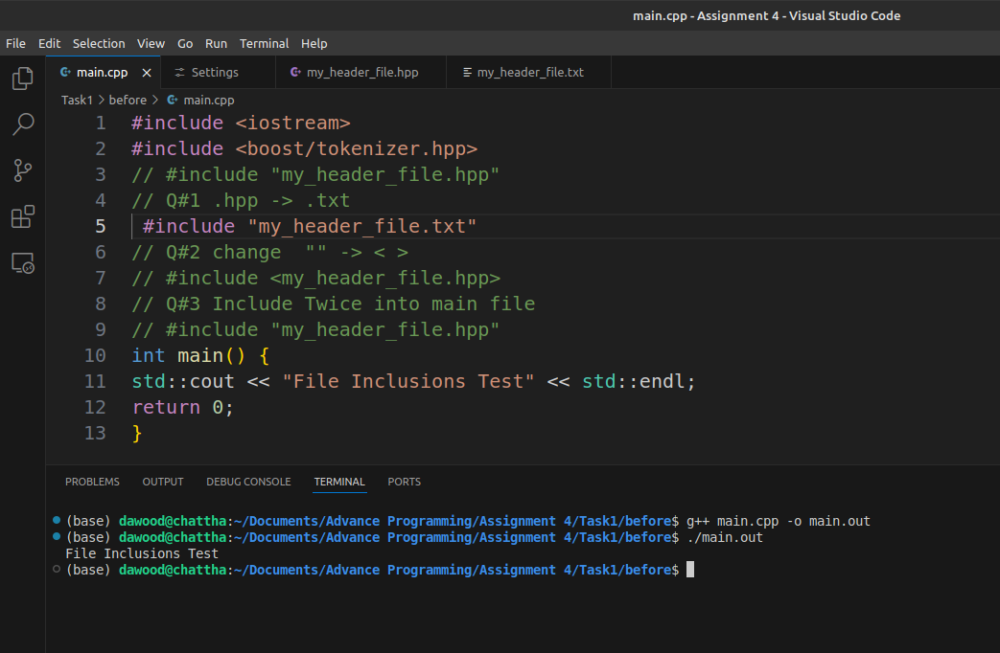 main.cpp - Assignment 4 - Visual Studio Code
File Edit Selection View Go Run Terminal Help
main.cpp Settings my_header_file.hpp my_header_file.txt
Task1 > before > main.cpp
1 #include <iostream>
2 #include <boost/tokenizer.hpp>
3 // #include "my_header_file.hpp"
4 // Q#1 .hpp -> .txt
5  #include "my_header_file.txt"
6 // Q#2 change  "" -> < >
7 // #include <my_header_file.hpp>
8 // Q#3 Include Twice into main file
9 // #include "my_header_file.hpp"
10 int main() {
11 std::cout << "File Inclusions Test" << std::endl;
12 return 0;
13 }
PROBLEMS OUTPUT DEBUG CONSOLE TERMINAL PORTS
(base) dawood@chattha:~/Documents/Advance Programming/Assignment 4/Task1/before$ g++ main.cpp -o main.out
(base) dawood@chattha:~/Documents/Advance Programming/Assignment 4/Task1/before$ ./main.out
File Inclusions Test
(base) dawood@chattha:~/Documents/Advance Programming/Assignment 4/Task1/before$